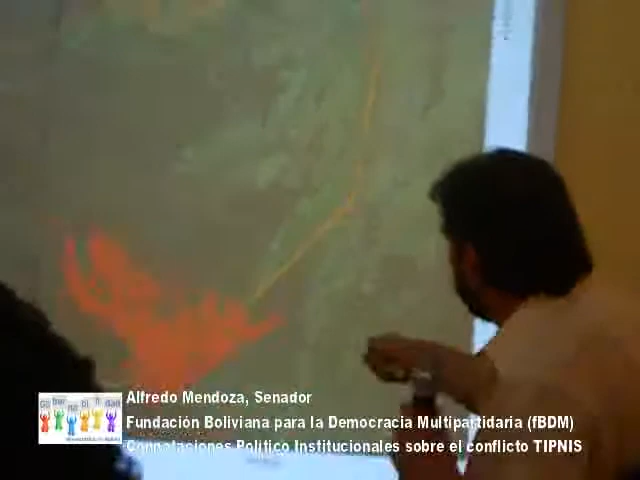 Alfredo Mendoza, Senador
Fundación Boliviana para la Democracia Multipartidaria (fBDM)
Connotaciones Político Institucionales sobre el conflicto TIPNIS